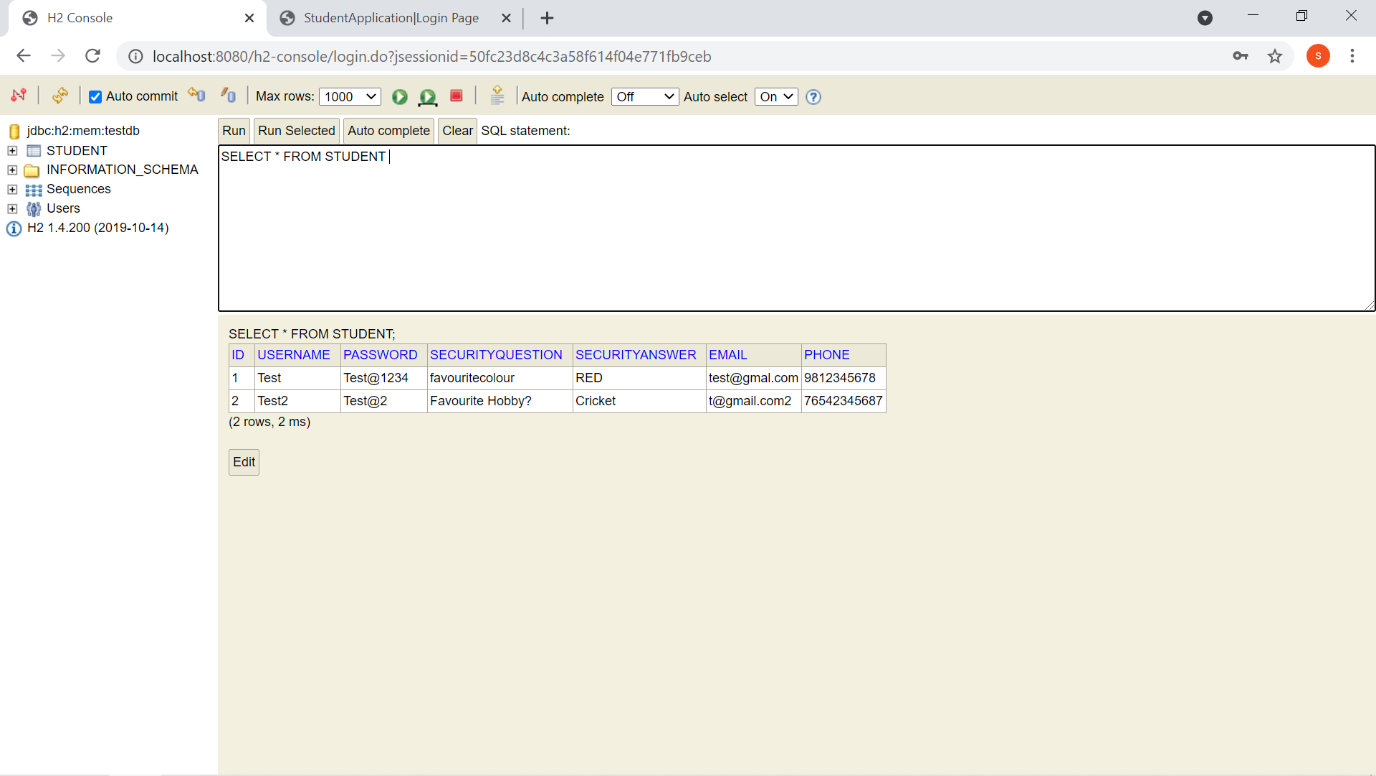 H2 Console
StudentApplication|Login Page
localhost:8080/h2-console/login.do?jsessionid=50fc23d8c4c3a58f614f04e771fb9ceb
S
Auto commit Max rows: 1000 Auto complete Off Auto select On
jdbc:h2:mem:testdb
STUDENT
INFORMATION_SCHEMA
Sequences
Users
H2 1.4.200 (2019-10-14)
Run Run Selected Auto complete Clear SQL statement:
SELECT * FROM STUDENT
SELECT * FROM STUDENT;
ID USERNAME PASSWORD SECURITYQUESTION SECURITYANSWER EMAIL PHONE
1 Test Test@1234 favouritecolour RED test@gmal.com 9812345678
2 Test2 Test@2 Favourite Hobby? Cricket t@gmail.com2 76542345687
(2 rows, 2 ms)
Edit